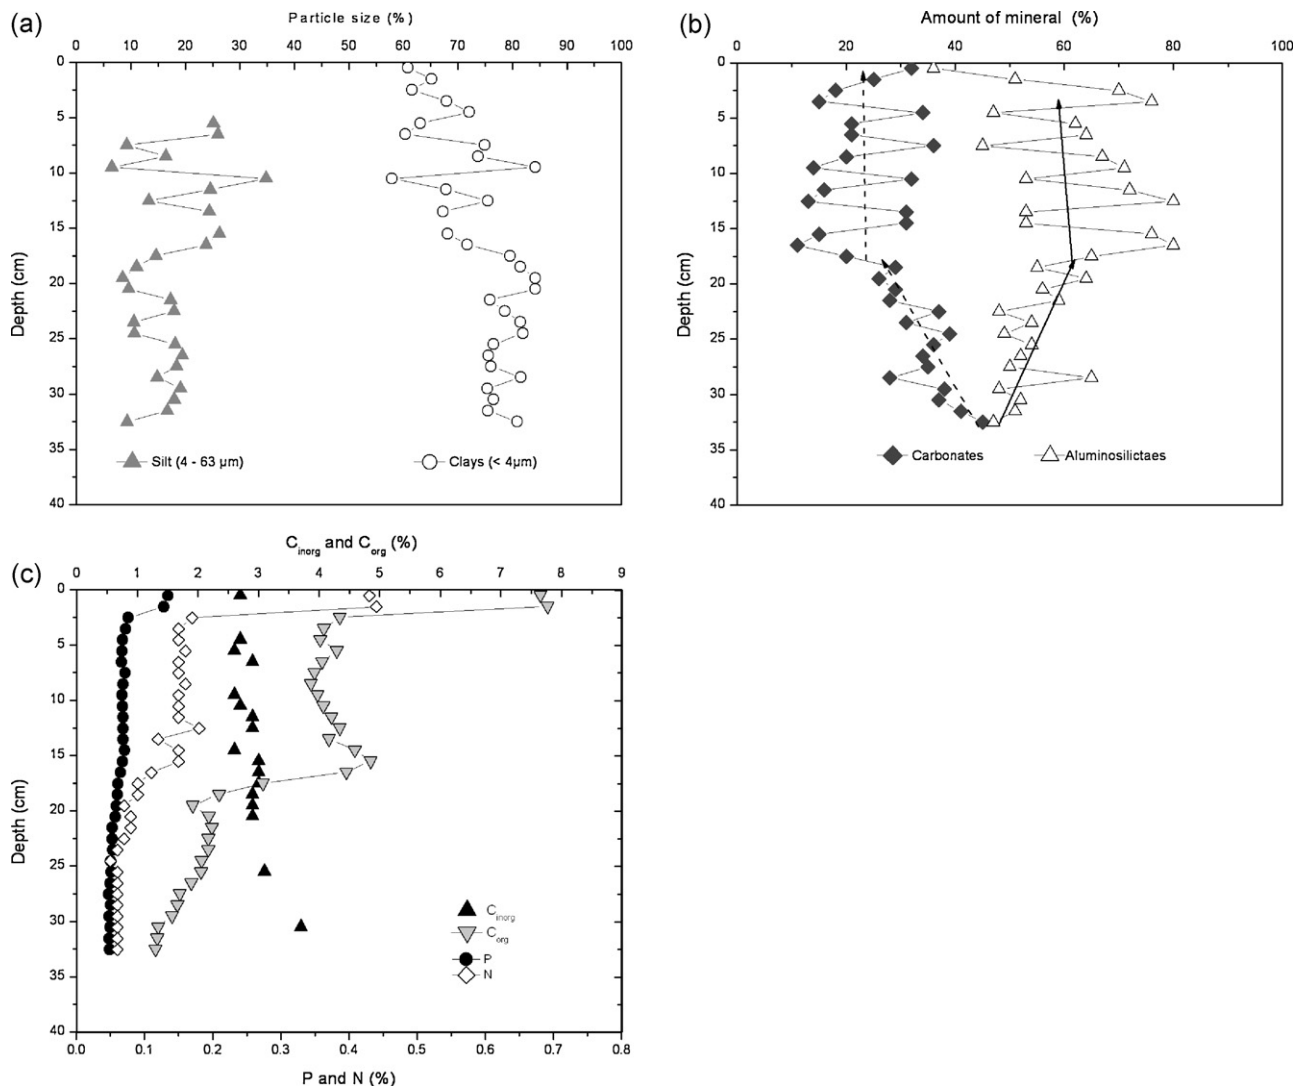 (a)
Particle size (%)
0 10 20 30 40 50 60 70 80 90 100
0
5
10
15
20
25
30
35
40
Depth (cm)
Silt (4 - 63 µm)
Clays (< 4µm)
(b)
Amount of mineral (%)
0 20 40 60 80 100
0
5
10
15
20
25
30
35
40
Depth (cm)
Carbonates
Aluminosilictaes
(c)
Cinorg and Corg (%)
0 1 2 3 4 5 6 7 8 9
0
5
10
15
20
25
30
35
40
Depth (cm)
Cinorg
Corg
P
N
0.0 0.1 0.2 0.3 0.4 0.5 0.6 0.7 0.8
P and N (%)